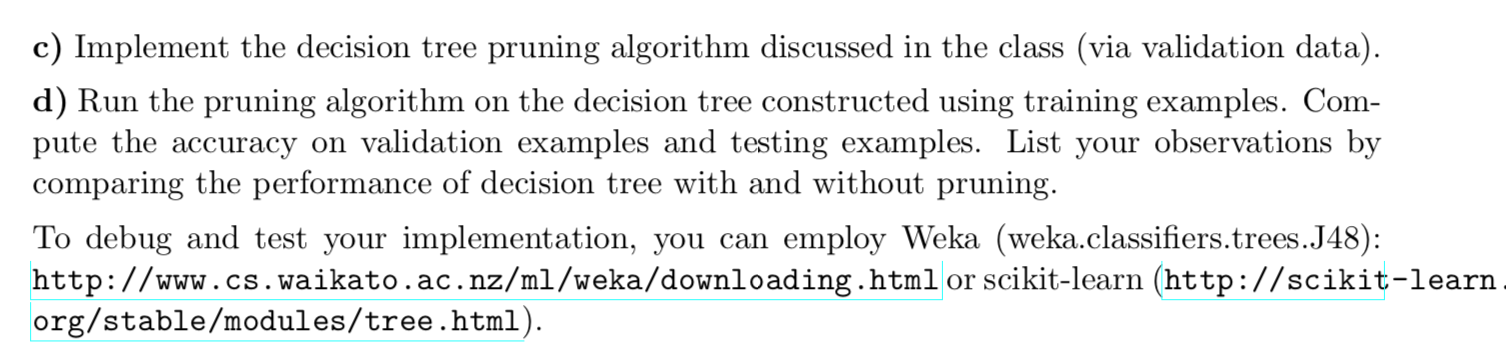 c) Implement the decision tree pruning algorithm discussed in the class (via validation data).
d) Run the pruning algorithm on the decision tree constructed using training examples. Com-
pute the accuracy on validation examples and testing examples. List your observations by
comparing the performance of decision tree with and without pruning.
To debug and test your implementation, you can employ Weka (weka.classifiers.trees.J48):
http://www.cs.waikato.ac.nz/ml/weka/downloading.html or scikit-learn (http://scikit-learn.
org/stable/modules/tree.html).